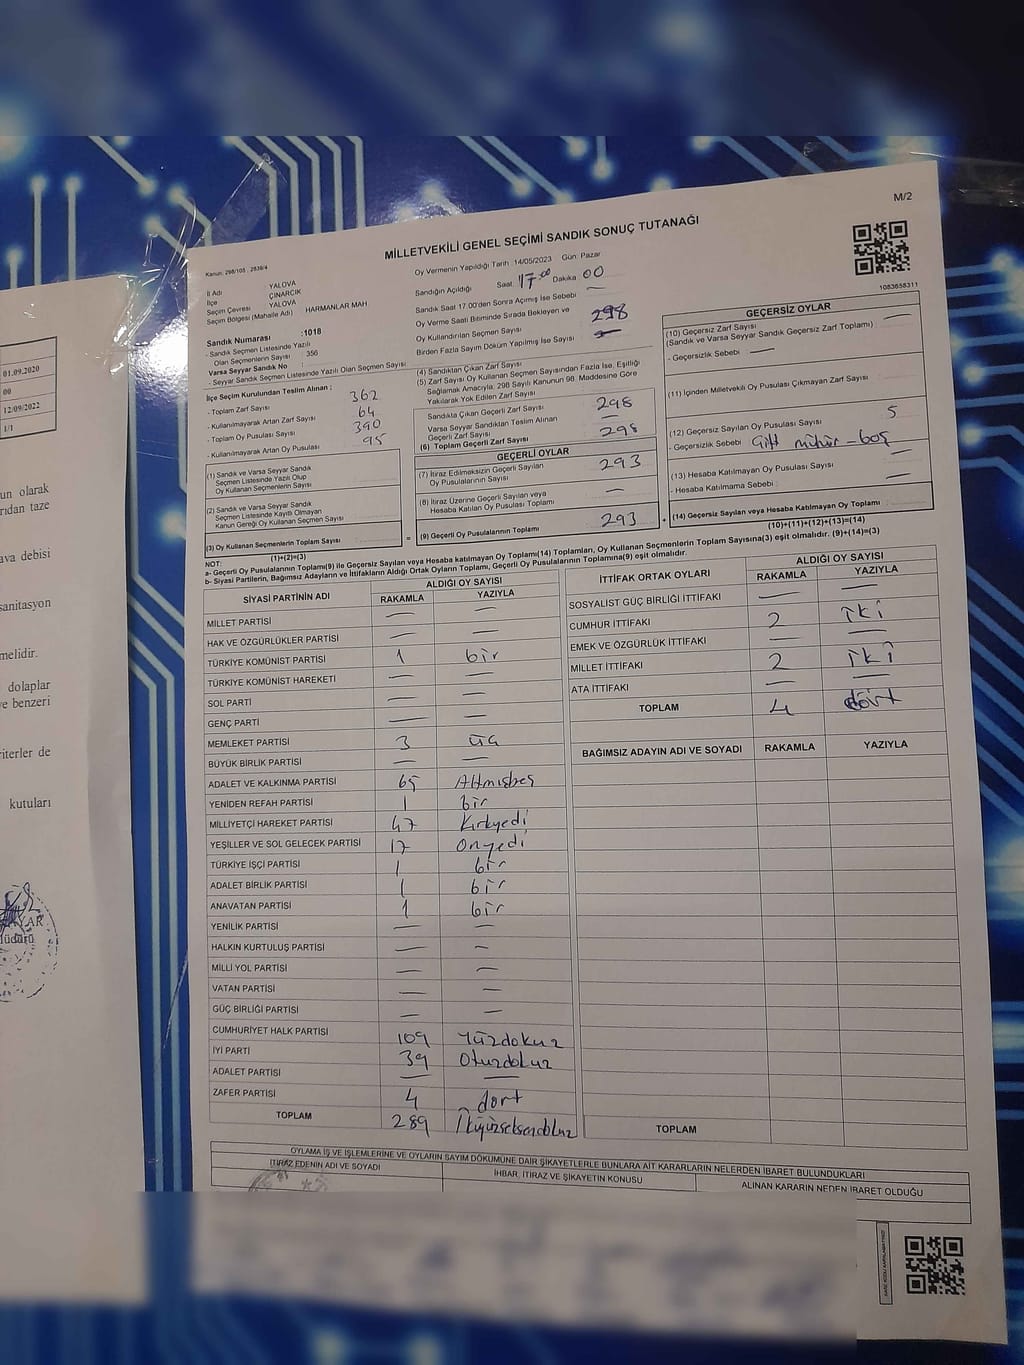 M/2
MİLLETVEKİLİ GENEL SEÇİMİ SANDIK SONUÇ TUTANAĞI
Kanun: 298/105, 2839/4
1083658311
İl Adı YALOVA
İlçe ÇINARCIK
Seçim Çevresi YALOVA
Seçim Bölgesi (Mahalle Adı) HARMANLAR MAH
Sandık Numarası :1018
- Sandık Seçmen Listesinde Yazılı
Olan Seçmenlerin Sayısı : 356
Varsa Seyyar Sandık No :
- Seyyar Sandık Seçmen Listesinde Yazılı Olan Seçmen Sayısı
İlçe Seçim Kurulundan Teslim Alınan :
- Toplam Zarf Sayısı 362
- Kullanılmayarak Artan Zarf Sayısı 64
- Toplam Oy Pusulası Sayısı 390
- Kullanılmayarak Artan Oy Pusulası 95
(1) Sandık ve Varsa Seyyar Sandık
Seçmen Listesinde Yazılı Olup
Oy Kullanan Seçmenlerin Sayısı
(2) Sandık ve Varsa Seyyar Sandık
Seçmen Listesinde Kayıtlı Olmayan
Kanun Gereği Oy Kullanan Seçmen Sayısı
(3) Oy Kullanan Seçmenlerin Toplam Sayısı
(1)+(2)=(3)
Oy Vermenin Yapıldığı Tarih :14/05/2023 Gün: Pazar
Sandığın Açıldığı Saat: 17.00 Dakika 00
Sandık Saat 17.00'den Sonra Açımış İse Sebebi —
Oy Verme Saati Bitiminde Sırada Bekleyen ve
Oy Kullandırılan Seçmen Sayısı 298
Birden Fazla Sayım Döküm Yapılmış İse Sayısı —
(4) Sandıktan Çıkan Zarf Sayısı
(5) Zarf Sayısı Oy Kullanan Seçmen Sayısından Fazla İse, Eşitliği
Sağlamak Amacıyla; 298 Sayılı Kanunun 98. Maddesine Göre
Yakılarak Yok Edilen Zarf Sayısı
Sandıkta Çıkan Geçerli Zarf Sayısı 298
Varsa Seyyar Sandıktan Teslim Alınan
Geçerli Zarf Sayısı —
(6) Toplam Geçerli Zarf Sayısı 298
GEÇERLİ OYLAR
(7) İtiraz Edilmeksizin Geçerli Sayılan
Oy Pusulalarının Sayısı 293
(8) İtiraz Üzerine Geçerli Sayılan veya
Hesaba Katılan Oy Pusulası Toplamı —
= (9) Geçerli Oy Pusulalarının Toplamı 293 +
GEÇERSİZ OYLAR
(10) Geçersiz Zarf Sayısı —
(Sandık ve Varsa Seyyar Sandık Geçersiz Zarf Toplamı)
- Geçersizlik Sebebi : —
(11) İçinden Milletvekili Oy Pusulası Çıkmayan Zarf Sayısı
(12) Geçersiz Sayılan Oy Pusulası Sayısı 5
- Geçersizlik Sebebi Çift mühür-boş
(13) Hesaba Katılmayan Oy Pusulası Sayısı —
- Hesaba Katılmama Sebebi :
(14) Geçersiz Sayılan veya Hesaba Katılmayan Oy Toplamı :
(10)+(11)+(12)+(13)=(14)
NOT:
a- Geçerli Oy Pusulalarının Toplamı(9) ile Geçersiz Sayılan veya Hesaba katılmayan Oy Toplamı(14) Toplamları, Oy Kullanan Seçmenlerin Toplam Sayısına(3) eşit olmalıdır. (9)+(14)=(3)
b- Siyasi Partilerin, Bağımsız Adayların ve İttifakların Aldığı Ortak Oyların Toplamı, Geçerli Oy Pusulalarının Toplamına(9) eşit olmalıdır.
SİYASİ PARTİNİN ADI ALDIĞI OY SAYISI
RAKAMLA YAZIYLA
MİLLET PARTİSİ — —
HAK VE ÖZGÜRLÜKLER PARTİSİ — —
TÜRKİYE KOMÜNİST PARTİSİ 1 bir
TÜRKİYE KOMÜNİST HAREKETİ — —
SOL PARTİ — —
GENÇ PARTİ — —
MEMLEKET PARTİSİ 3 üç
BÜYÜK BİRLİK PARTİSİ — —
ADALET VE KALKINMA PARTİSİ 65 Altmışbeş
YENİDEN REFAH PARTİSİ 1 bir
MİLLİYETÇİ HAREKET PARTİSİ 47 Kırkyedi
YEŞİLLER VE SOL GELECEK PARTİSİ 17 Onyedi
TÜRKİYE İŞÇİ PARTİSİ 1 bir
ADALET BİRLİK PARTİSİ 1 bir
ANAVATAN PARTİSİ 1 bir
YENİLİK PARTİSİ — —
HALKIN KURTULUŞ PARTİSİ — —
MİLLİ YOL PARTİSİ — —
VATAN PARTİSİ — —
GÜÇ BİRLİĞİ PARTİSİ — —
CUMHURİYET HALK PARTİSİ 109 Yüzdokuz
İYİ PARTİ 39 Otuzdokuz
ADALET PARTİSİ — —
ZAFER PARTİSİ 4 dört
TOPLAM 289 İkiyüzseksendokuz
İTTİFAK ORTAK OYLARI ALDIĞI OY SAYISI
RAKAMLA YAZIYLA
SOSYALİST GÜÇ BİRLİĞİ İTTİFAKI — —
CUMHUR İTTİFAKI 2 iki
EMEK VE ÖZGÜRLÜK İTTİFAKI — —
MİLLET İTTİFAKI 2 iki
ATA İTTİFAKI — —
TOPLAM 4 dört
BAĞIMSIZ ADAYIN ADI VE SOYADI RAKAMLA YAZIYLA
TOPLAM
OYLAMA İŞ VE İŞLEMLERİNE VE OYLARIN SAYIM DÖKÜMÜNE DAİR ŞİKAYETLERLE BUNLARA AİT KARARLARIN NELERDEN İBARET BULUNDUKLARI
İTİRAZ EDENİN ADI VE SOYADI İHBAR, İTİRAZ VE ŞİKAYETİN KONUSU ALINAN KARARIN NEDEN İBARET OLDUĞU
01.09.2020
00
12/09/2022
1/1
un olarak
rıdan taze
ava debisi
sanitasyon
melidir.
dolaplar
ve benzeri
riterler de
kutuları
YAR
lüdürü